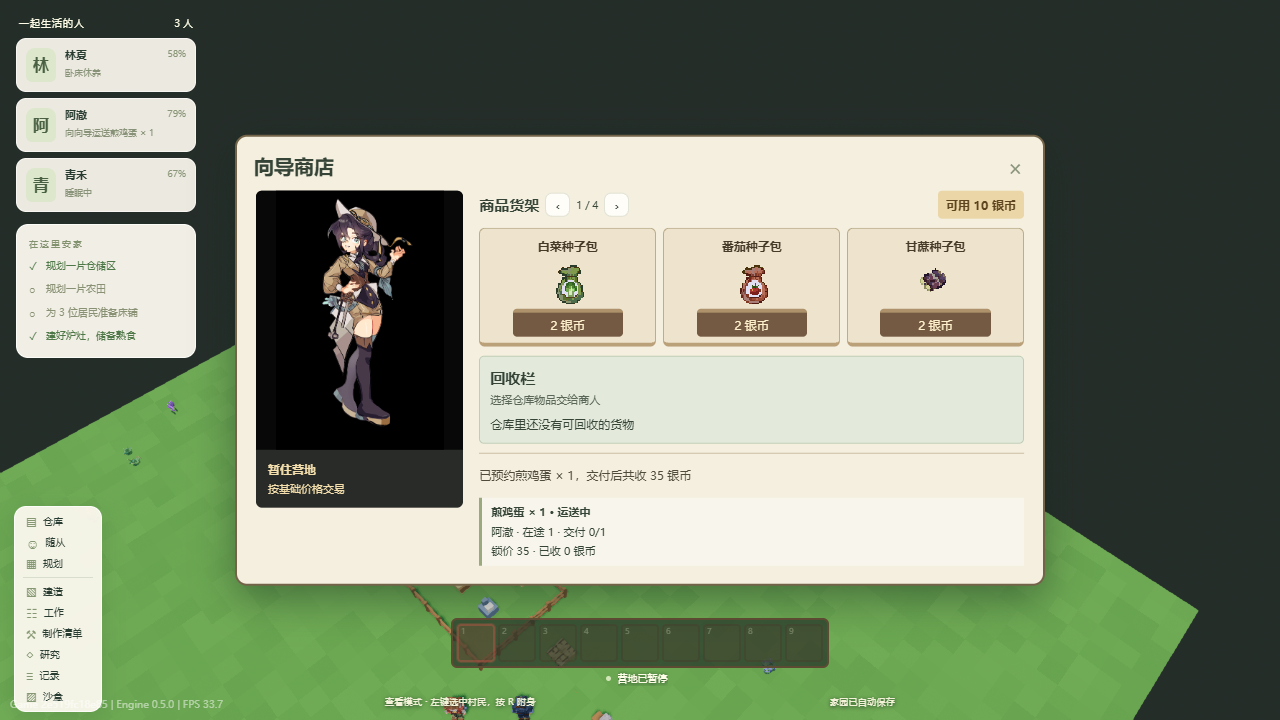 一起生活的人 3 人
林 林夏 58%
卧床休养
阿 阿澈 79%
向向导运送煎鸡蛋 × 1
青 青禾 67%
睡眠中
在这里安家
✓ 规划一片仓储区
○ 规划一片农田
○ 为 3 位居民准备床铺
✓ 建好炉灶，储备熟食
向导商店 ×
暂住营地
按基础价格交易
商品货架 ‹ 1 / 4 › 可用 10 银币
白菜种子包 番茄种子包 甘蔗种子包
2 银币 2 银币 2 银币
回收栏
选择仓库物品交给商人
仓库里还没有可回收的货物
已预约煎鸡蛋 × 1，交付后共收 35 银币
煎鸡蛋 × 1 • 运送中
阿澈 · 在途 1 · 交付 0/1
锁价 35 · 已收 0 银币
仓库
随从
规划
建造
工作
制作清单
研究
记录
沙盒
1 2 3 4 5 6 7 8 9
营地已暂停
| Engine 0.5.0 | FPS 33.7
查看模式 · 左键选中村民，按 R 附身
家园已自动保存